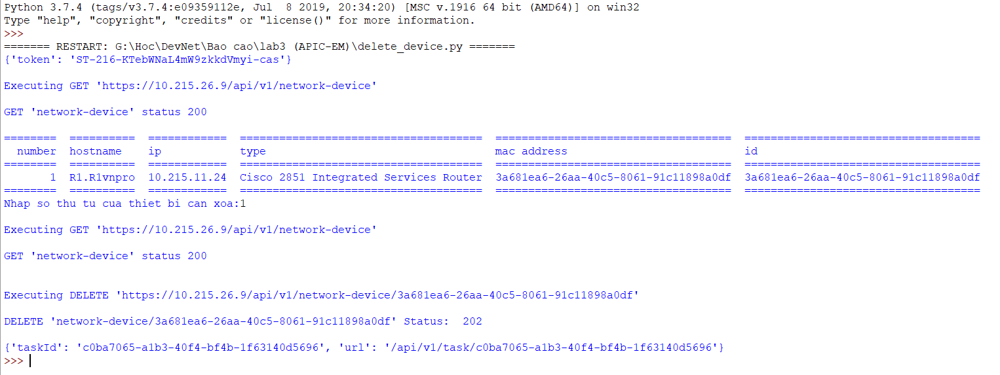 Python 3.7.4 (tags/v3.7.4:e09359112e, Jul  8 2019, 20:34:20) [MSC v.1916 64 bit (AMD64)] on win32
Type "help", "copyright", "credits" or "license()" for more information.
>>>
======= RESTART: G:\Hoc\DevNet\Bao cao\lab3 (APIC-EM)\delete_device.py =======
{'token': 'ST-216-KTebWNaL4mW9zkkdVmyi-cas'}
Executing GET 'https://10.215.26.9/api/v1/network-device'
GET 'network-device' status 200
========  ==========  ============  =====================================  ====================================  ====================================
  number  hostname    ip            type                                   mac address                           id
========  ==========  ============  =====================================  ====================================  ====================================
       1  R1.R1vnpro  10.215.11.24  Cisco 2851 Integrated Services Router  3a681ea6-26aa-40c5-8061-91c11898a0df  3a681ea6-26aa-40c5-8061-91c11898a0df
========  ==========  ============  =====================================  ====================================  ====================================
Nhap so thu tu cua thiet bi can xoa:1
Executing GET 'https://10.215.26.9/api/v1/network-device'
GET 'network-device' status 200
Executing DELETE 'https://10.215.26.9/api/v1/network-device/3a681ea6-26aa-40c5-8061-91c11898a0df'
DELETE 'network-device/3a681ea6-26aa-40c5-8061-91c11898a0df' Status:  202
{'taskId': 'c0ba7065-a1b3-40f4-bf4b-1f63140d5696', 'url': '/api/v1/task/c0ba7065-a1b3-40f4-bf4b-1f63140d5696'}
>>>